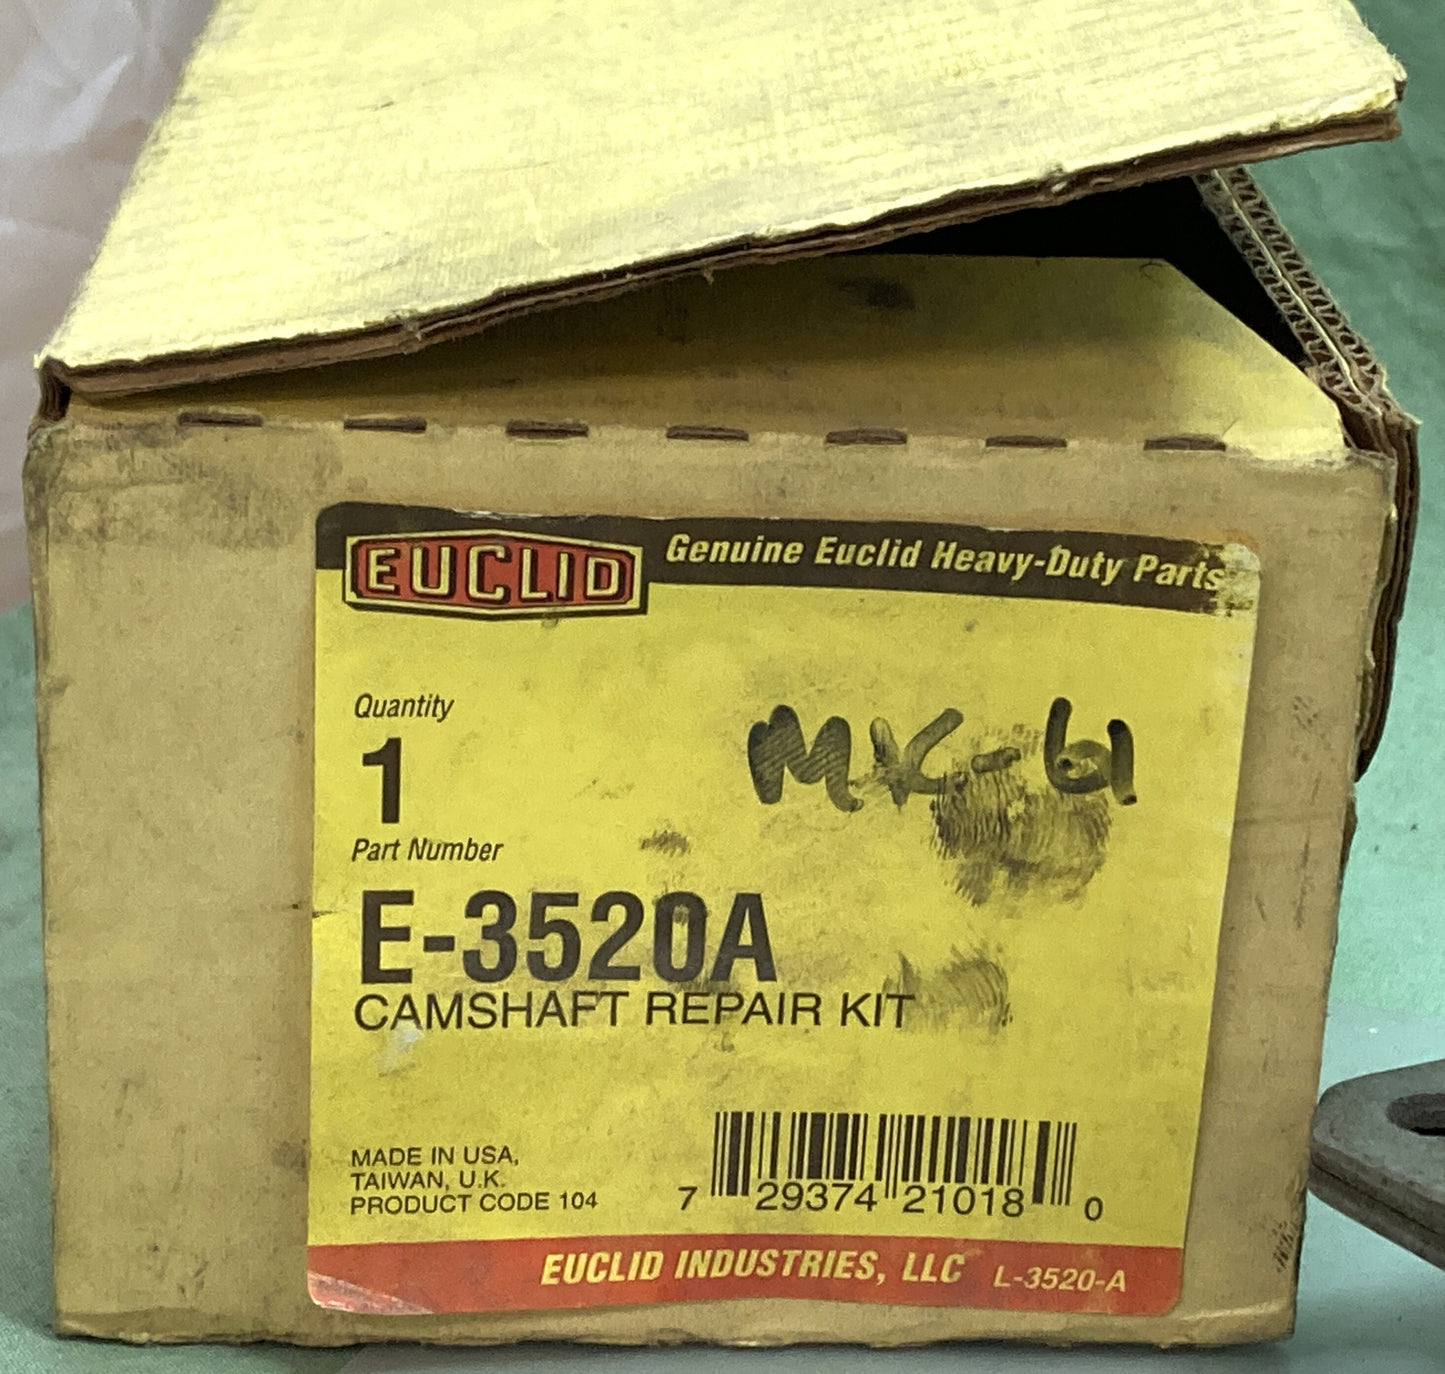 EUCLID
Genuine Euclid Heavy-Duty Parts
Quantity
1
MK-61
Part Number
E-3520A
CAMSHAFT REPAIR KIT
MADE IN USA,
TAIWAN, U.K.
PRODUCT CODE 104
7 29374 21018 0
EUCLID INDUSTRIES, LLC L-3520-A